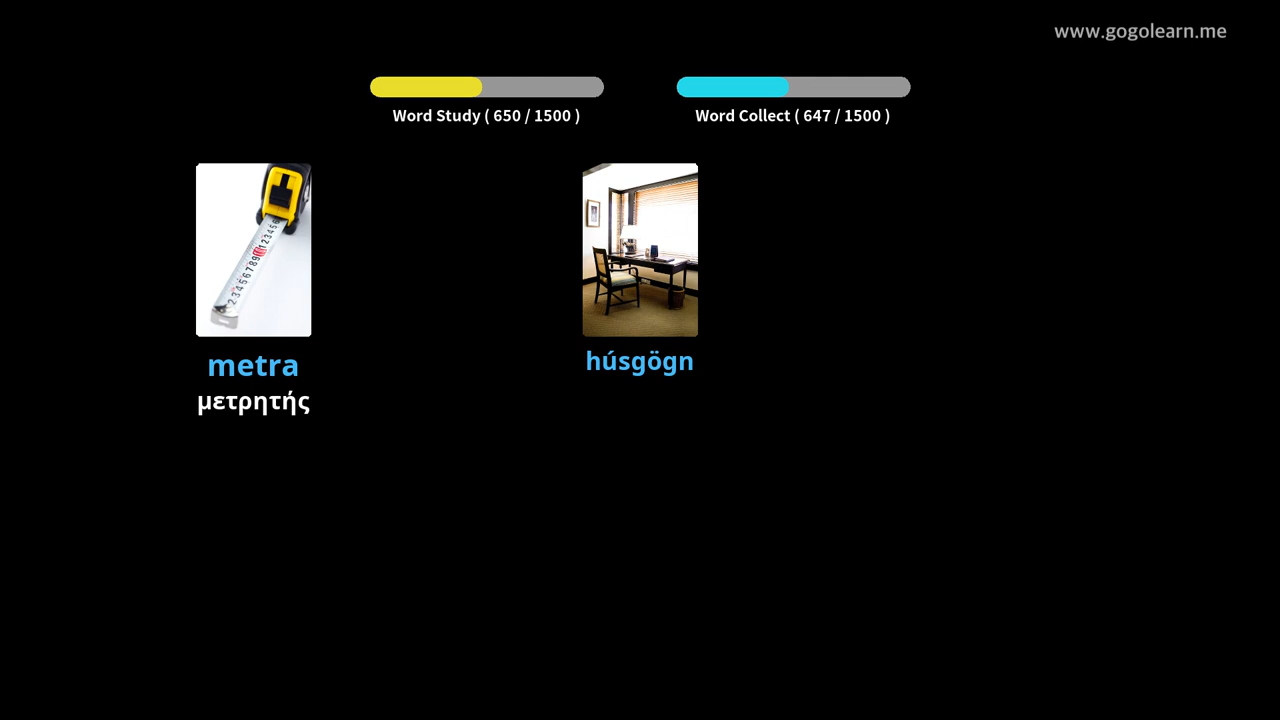 www.gogolearn.me
Word Study ( 650 / 1500 )
Word Collect ( 647 / 1500 )
metra
μετρητής
húsgögn